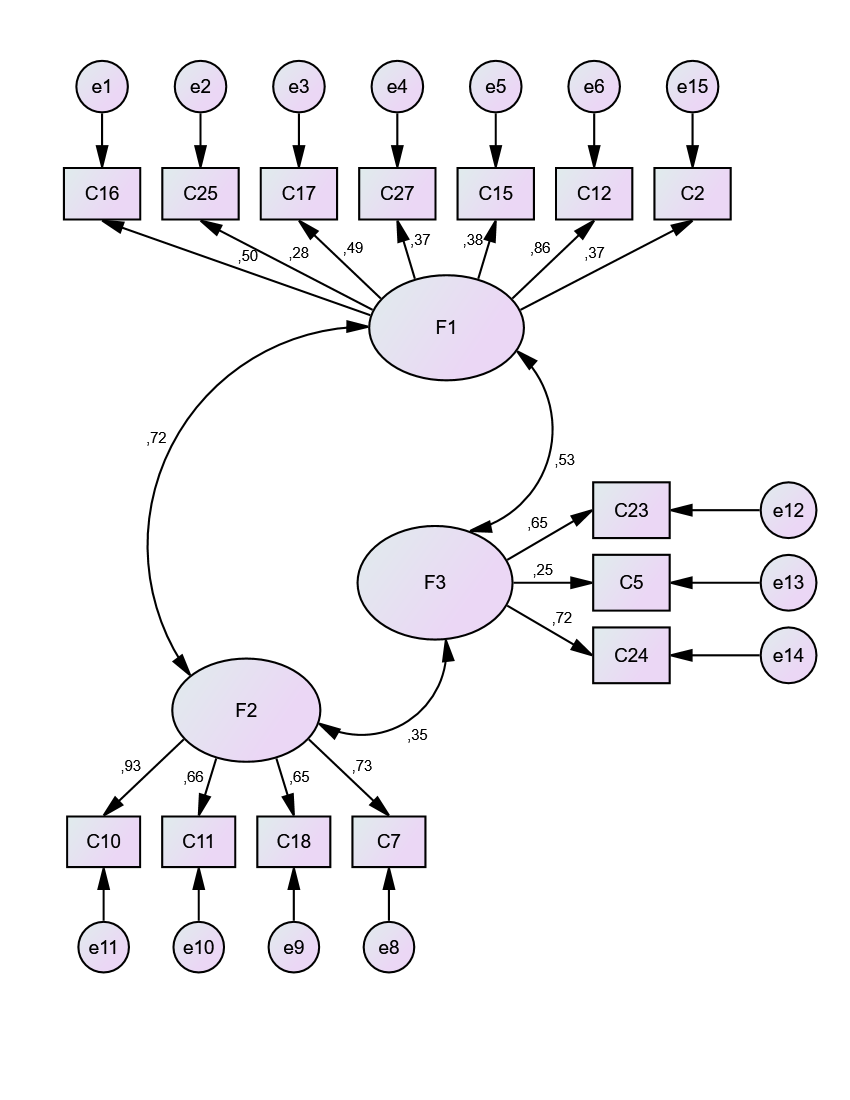 e1 e2 e3 e4 e5 e6 e15
C16 C25 C17 C27 C15 C12 C2
,50 ,28 ,49 ,37 ,38 ,86 ,37
F1
,72
,53
C23 e12
,65
F3 ,25 C5 e13
,72
C24 e14
F2
,35
,93 ,66 ,65 ,73
C10 C11 C18 C7
e11 e10 e9 e8